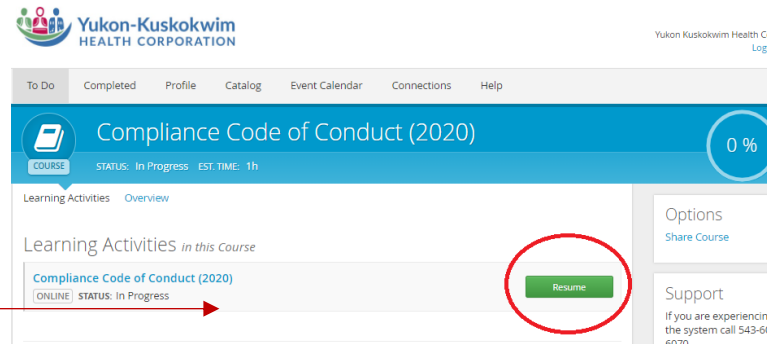 Yukon-Kuskokwim
HEALTH CORPORATION
Yukon Kuskokwim Health
Log
To Do Completed Profile Catalog Event Calendar Connections Help
Compliance Code of Conduct (2020)
0 %
COURSE STATUS: In Progress EST. TIME: 1h
Learning Activities Overview
Options
Share Course
Learning Activities in this Course
Compliance Code of Conduct (2020)
ONLINE STATUS: In Progress
Resume
Support
If you are experiencin
the system call 543-60
6070